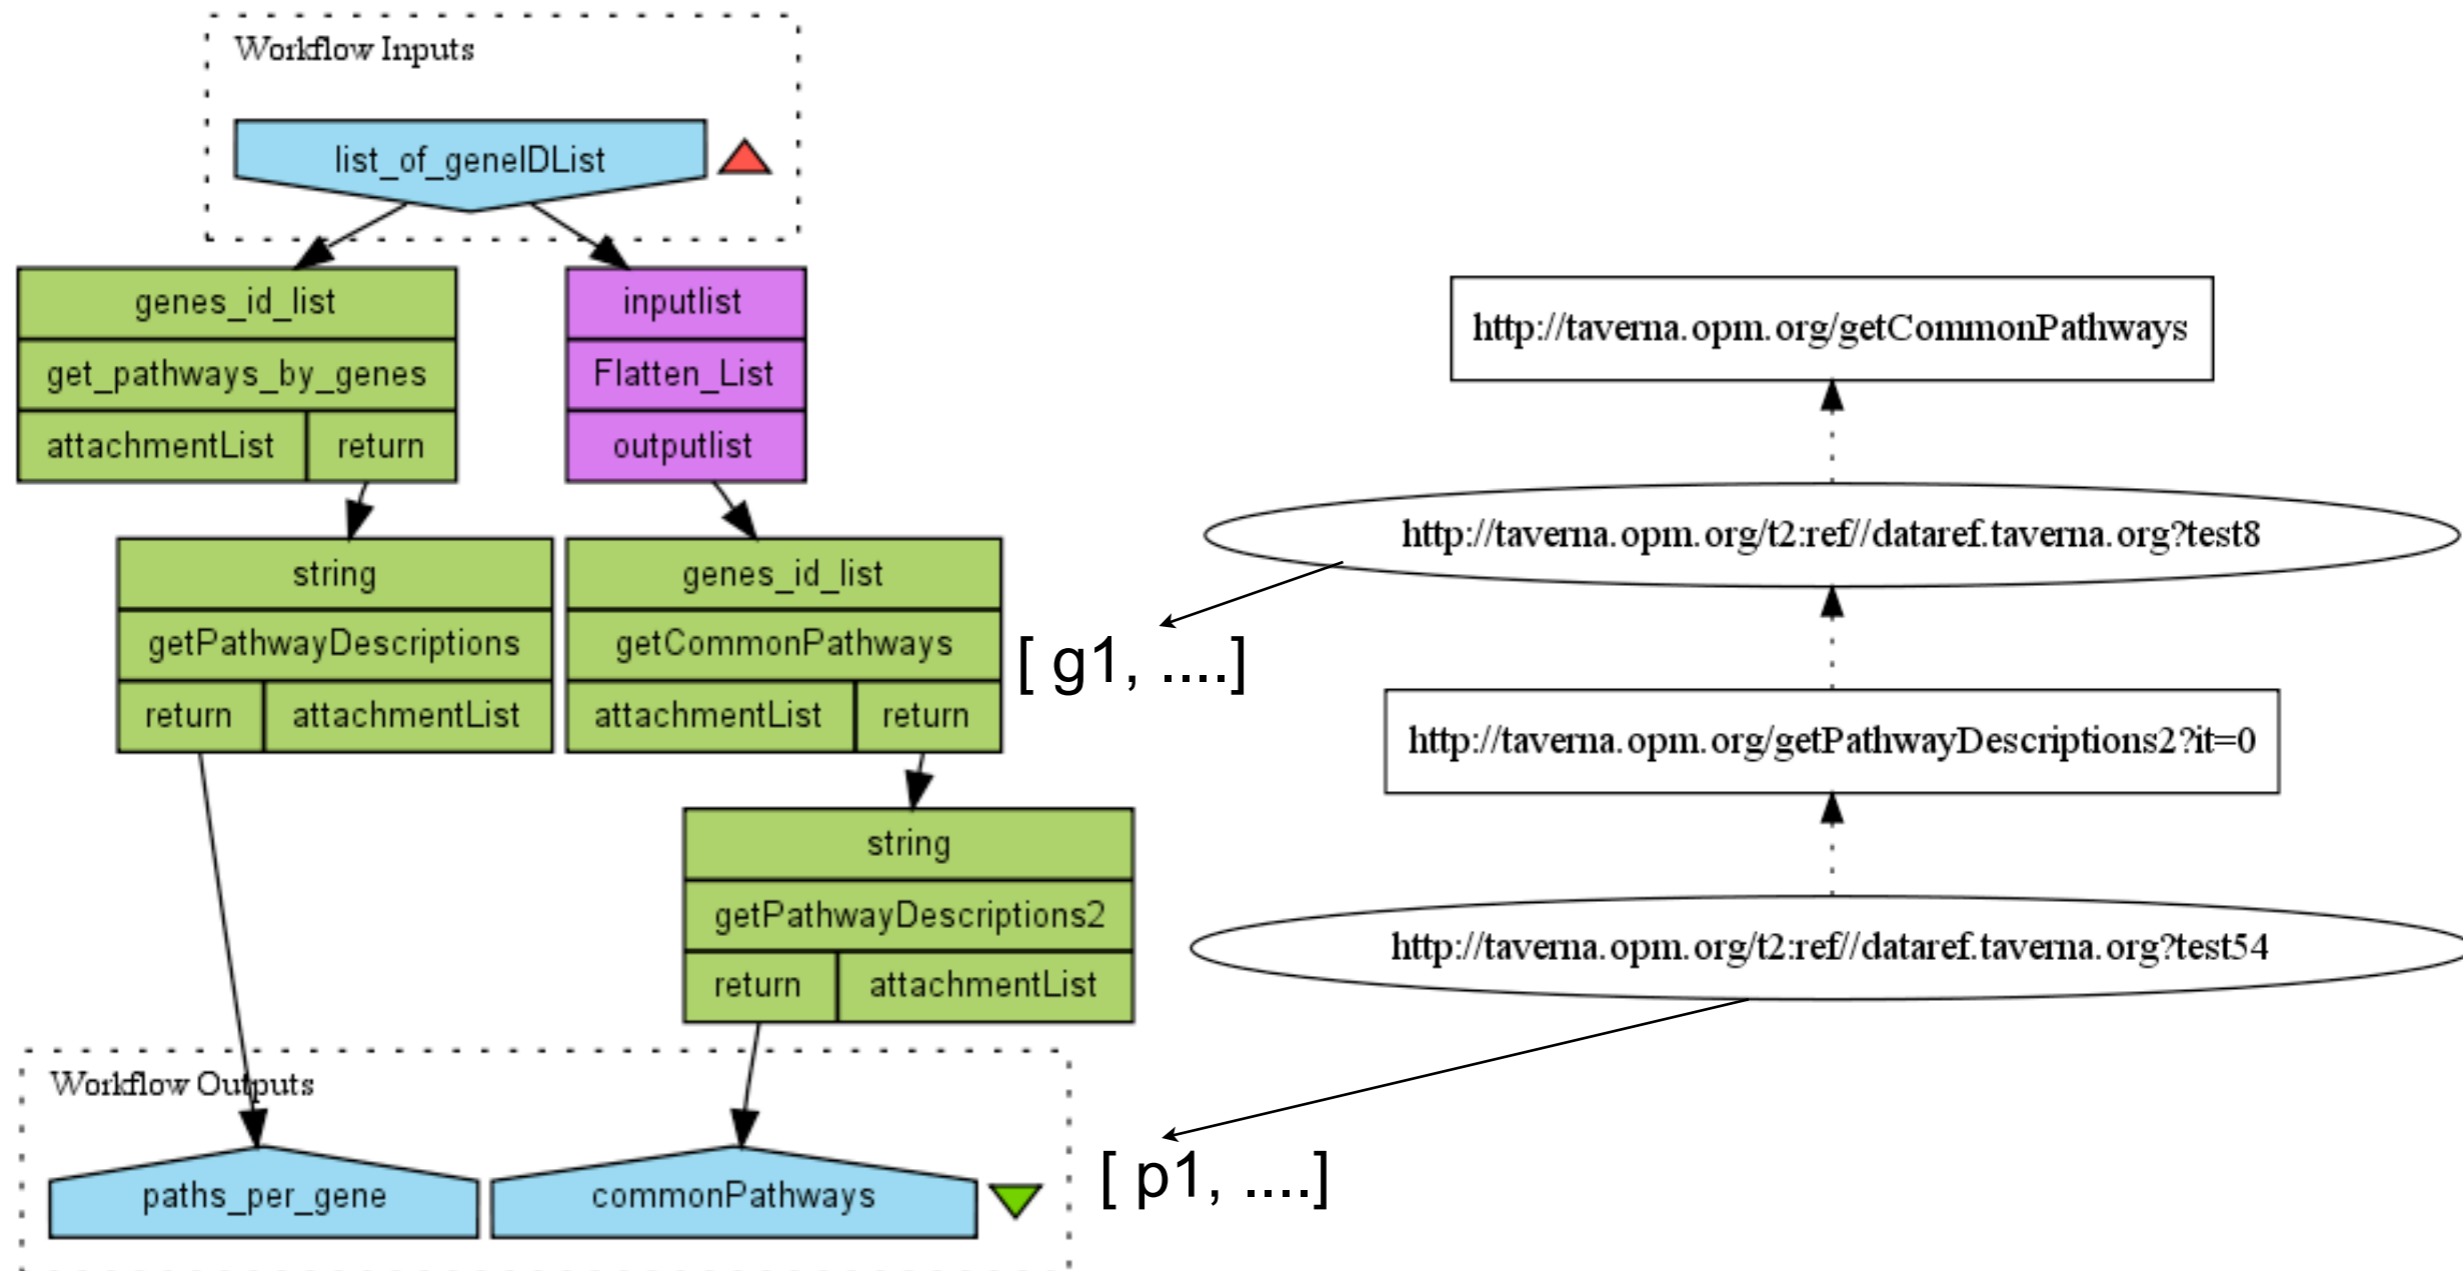 Workflow Inputs
list_of_geneIDList
genes_id_list
get_pathways_by_genes
attachmentList return
inputlist
Flatten_List
outputlist
string
getPathwayDescriptions
return attachmentList
genes_id_list
getCommonPathways
attachmentList return
string
getPathwayDescriptions2
return attachmentList
Workflow Outputs
paths_per_gene
commonPathways
http://taverna.opm.org/getCommonPathways
http://taverna.opm.org/t2:ref//dataref.taverna.org?test8
[ g1, ....]
http://taverna.opm.org/getPathwayDescriptions2?it=0
http://taverna.opm.org/t2:ref//dataref.taverna.org?test54
[ p1, ....]